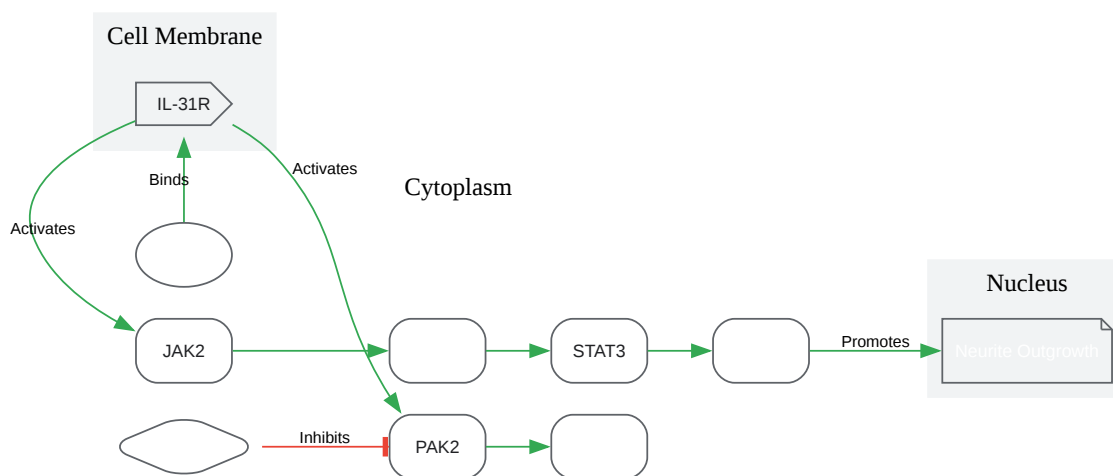 Cell Membrane
IL-31R
Activates
Binds
Cytoplasm
Activates
Nucleus
JAK2
STAT3
Promotes
Neurite Outgrowth
Inhibits
PAK2